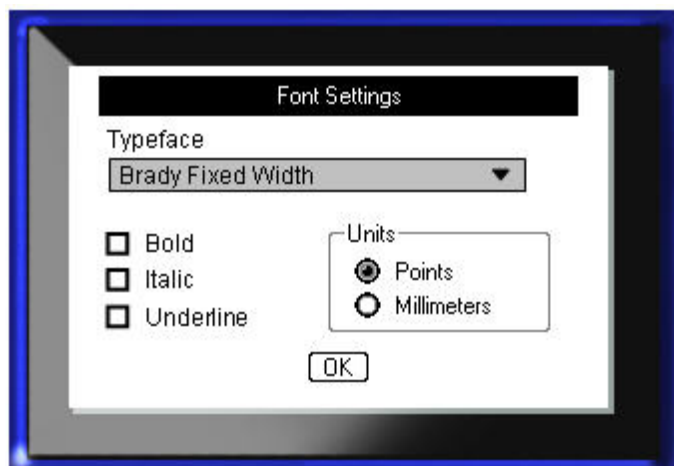 Font Settings
Typeface
Brady Fixed Width
Bold
Italic
Underline
Units
Points
Millimeters
OK